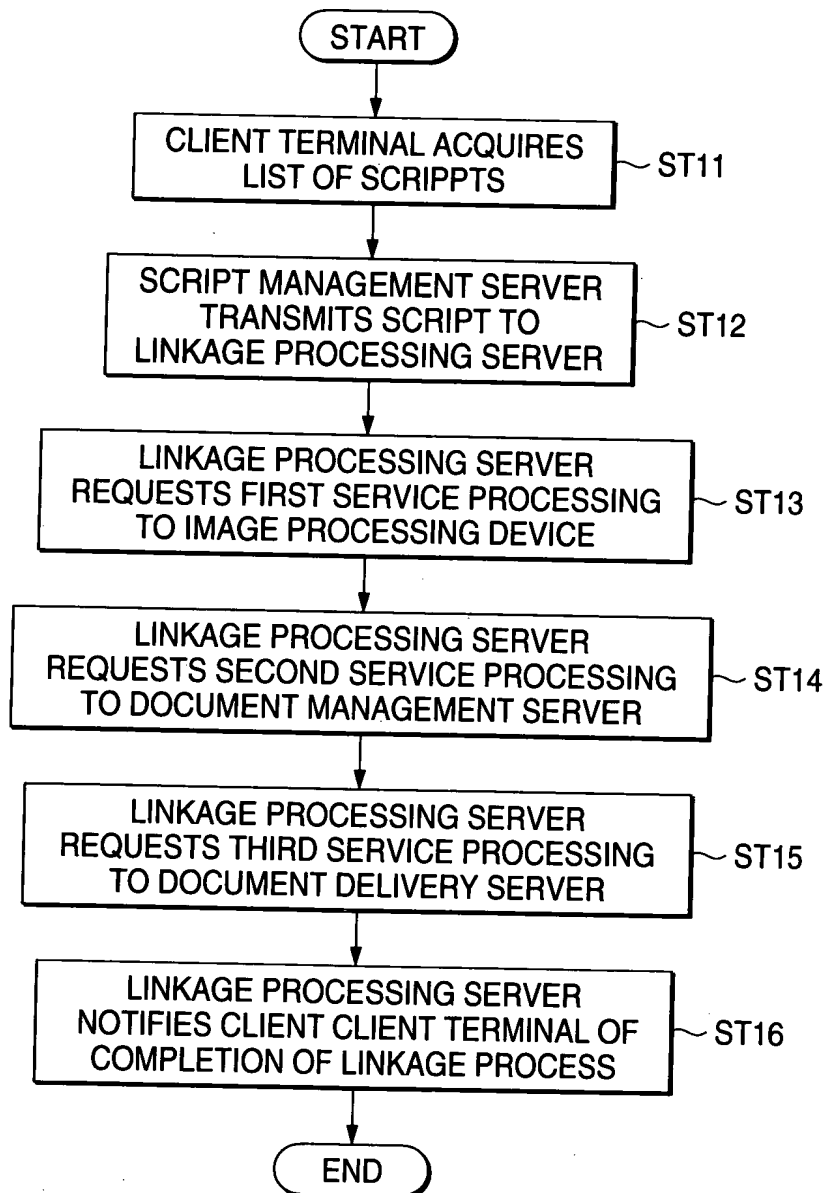 START
CLIENT TERMINAL ACQUIRES
LIST OF SCRIPPTS
ST11
SCRIPT MANAGEMENT SERVER
TRANSMITS SCRIPT TO
LINKAGE PROCESSING SERVER
ST12
LINKAGE PROCESSING SERVER
REQUESTS FIRST SERVICE PROCESSING
TO IMAGE PROCESSING DEVICE
ST13
LINKAGE PROCESSING SERVER
REQUESTS SECOND SERVICE PROCESSING
TO DOCUMENT MANAGEMENT SERVER
ST14
LINKAGE PROCESSING SERVER
REQUESTS THIRD SERVICE PROCESSING
TO DOCUMENT DELIVERY SERVER
ST15
LINKAGE PROCESSING SERVER
NOTIFIES CLIENT CLIENT TERMINAL OF
COMPLETION OF LINKAGE PROCESS
ST16
END